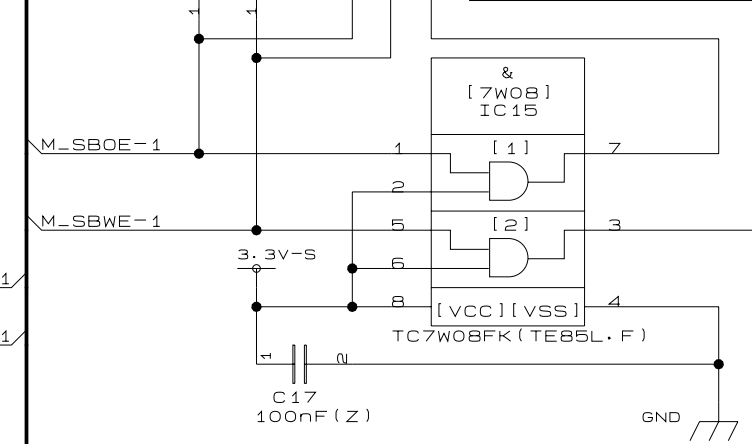 1
1
&
[7W08]
IC15
M_SBOE-1
1
[1]
7
2
M_SBWE-1
5
[2]
3
3.3V-S
6
1
8
[VCC][VSS]
4
1
TC7W08FK(TE85L.F)
1
2
C17
100nF(Z)
GND